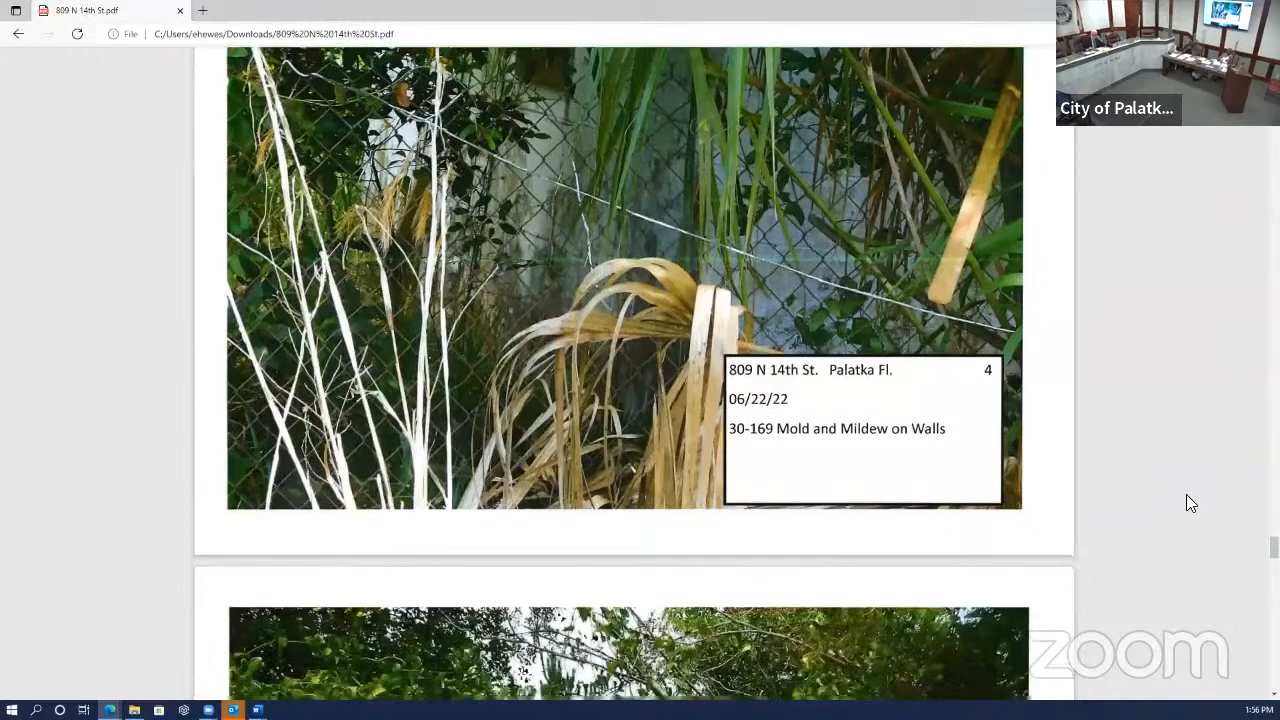 809 N 14th St.pdf
File
C:/Users/ehewes/Downloads/809%20N%2014th%20St.pdf
City of Palatk...
809 N 14th St. Palatka Fl. 4
06/22/22
30-169 Mold and Mildew on Walls
zoom
1:56 PM